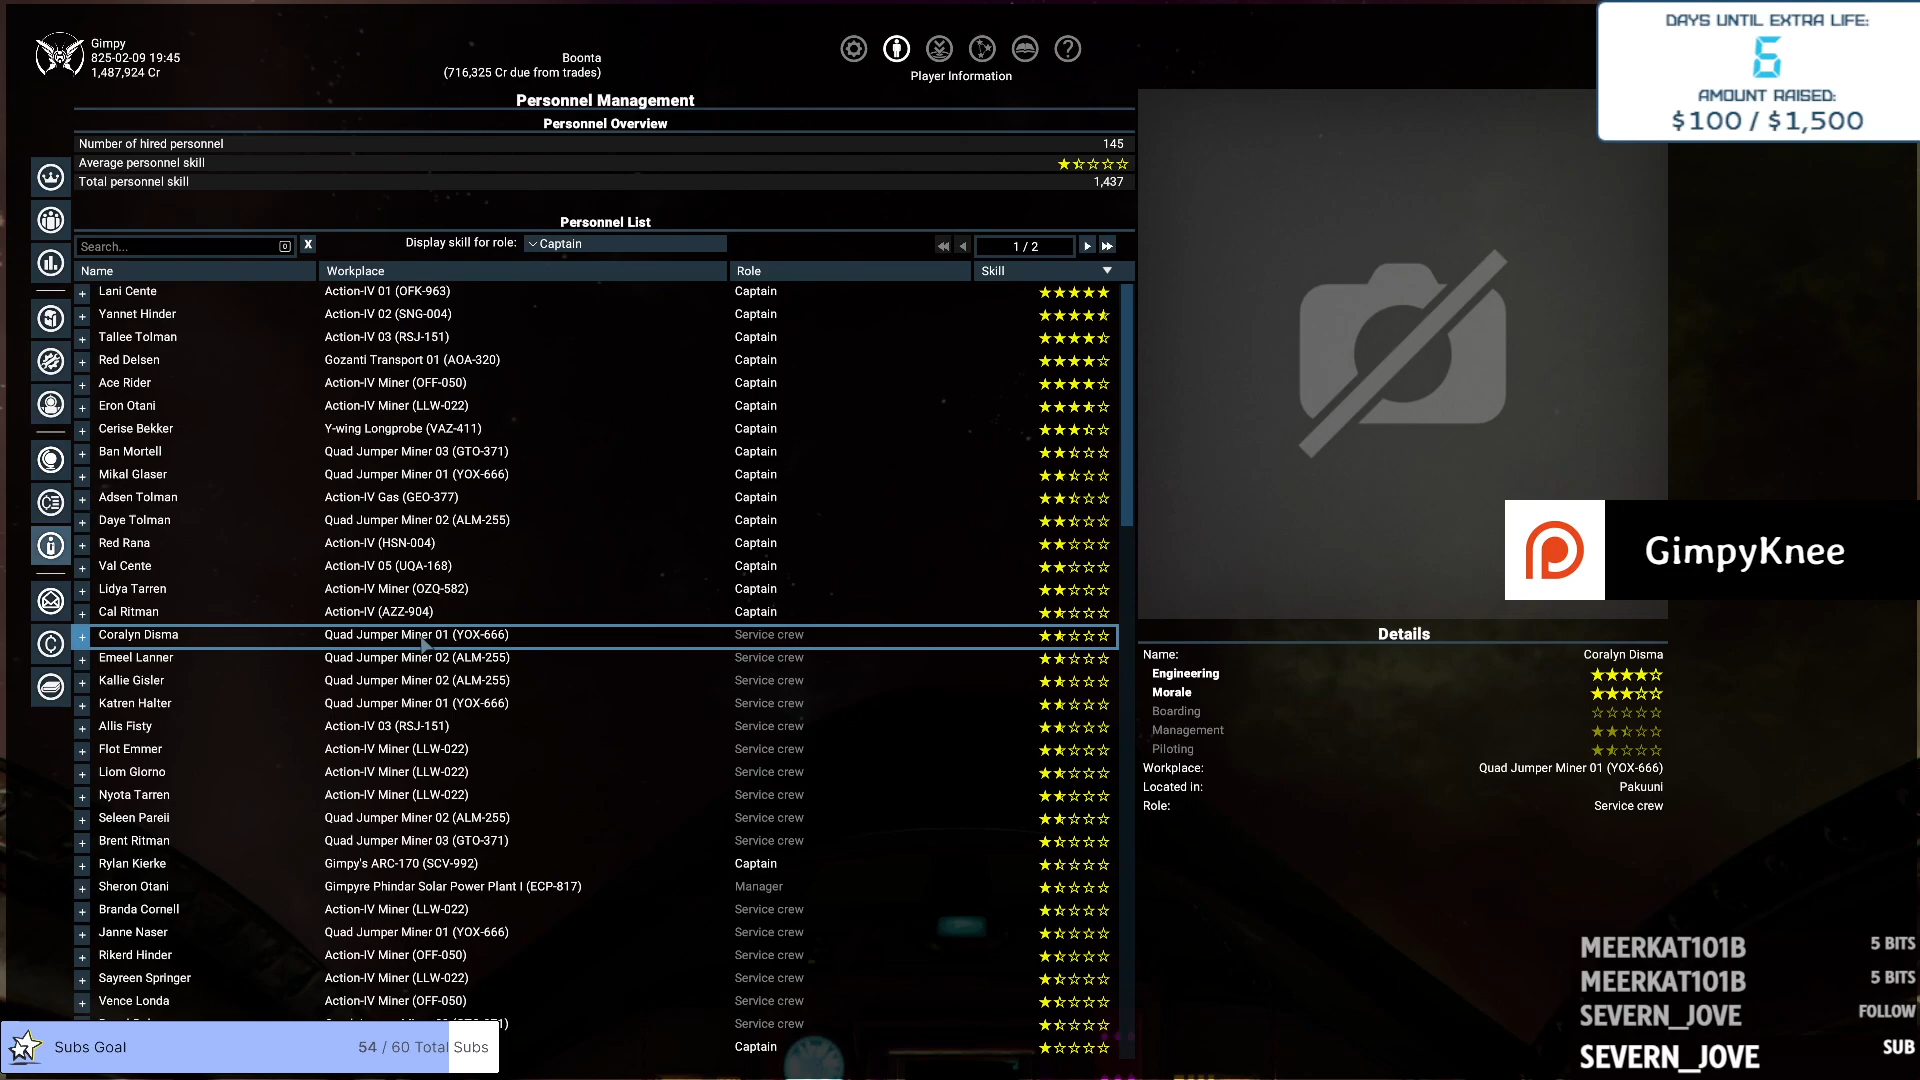 Gimpy
825-02-09 19:45
1,487,924 Cr
Boonta
(716,325 Cr due from trades)
Player Information
DAYS UNTIL EXTRA LIFE:
6
AMOUNT RAISED:
$100 / $1,500
Personnel Management
Personnel Overview
Number of hired personnel 145
Average personnel skill
Total personnel skill 1,437
Personnel List
Search... X Display skill for role: Captain 1 / 2
Name Workplace Role Skill
+ Lani Cente Action-IV 01 (OFK-963) Captain
+ Yannet Hinder Action-IV 02 (SNG-004) Captain
+ Tallee Tolman Action-IV 03 (RSJ-151) Captain
+ Red Delsen Gozanti Transport 01 (AOA-320) Captain
+ Ace Rider Action-IV Miner (OFF-050) Captain
+ Eron Otani Action-IV Miner (LLW-022) Captain
+ Cerise Bekker Y-wing Longprobe (VAZ-411) Captain
+ Ban Mortell Quad Jumper Miner 03 (GTO-371) Captain
+ Mikal Glaser Quad Jumper Miner 01 (YOX-666) Captain
+ Adsen Tolman Action-IV Gas (GEO-377) Captain
+ Daye Tolman Quad Jumper Miner 02 (ALM-255) Captain
+ Red Rana Action-IV (HSN-004) Captain
+ Val Cente Action-IV 05 (UQA-168) Captain
+ Lidya Tarren Action-IV Miner (OZQ-582) Captain
+ Cal Ritman Action-IV (AZZ-904) Captain
+ Coralyn Disma Quad Jumper Miner 01 (YOX-666) Service crew
+ Emeel Lanner Quad Jumper Miner 02 (ALM-255) Service crew
+ Kallie Gisler Quad Jumper Miner 02 (ALM-255) Service crew
+ Katren Halter Quad Jumper Miner 01 (YOX-666) Service crew
+ Allis Fisty Action-IV 03 (RSJ-151) Service crew
+ Flot Emmer Action-IV Miner (LLW-022) Service crew
+ Liom Giorno Action-IV Miner (LLW-022) Service crew
+ Nyota Tarren Action-IV Miner (LLW-022) Service crew
+ Seleen Pareii Quad Jumper Miner 02 (ALM-255) Service crew
+ Brent Ritman Quad Jumper Miner 03 (GTO-371) Service crew
+ Rylan Kierke Gimpy's ARC-170 (SCV-992) Captain
+ Sheron Otani Gimpyre Phindar Solar Power Plant I (ECP-817) Manager
+ Branda Cornell Action-IV Miner (LLW-022) Service crew
+ Janne Naser Quad Jumper Miner 01 (YOX-666) Service crew
+ Rikerd Hinder Action-IV Miner (OFF-050) Service crew
+ Sayreen Springer Action-IV Miner (LLW-022) Service crew
+ Vence Londa Action-IV Miner (OFF-050) Service crew
Service crew
Captain
GimpyKnee
Details
Name: Coralyn Disma
Engineering
Morale
Boarding
Management
Piloting
Workplace: Quad Jumper Miner 01 (YOX-666)
Located in: Pakuuni
Role: Service crew
MEERKAT101B 5 BITS
MEERKAT101B 5 BITS
SEVERN_JOVE FOLLOW
SEVERN_JOVE SUB
Subs Goal 54 / 60 Total Subs